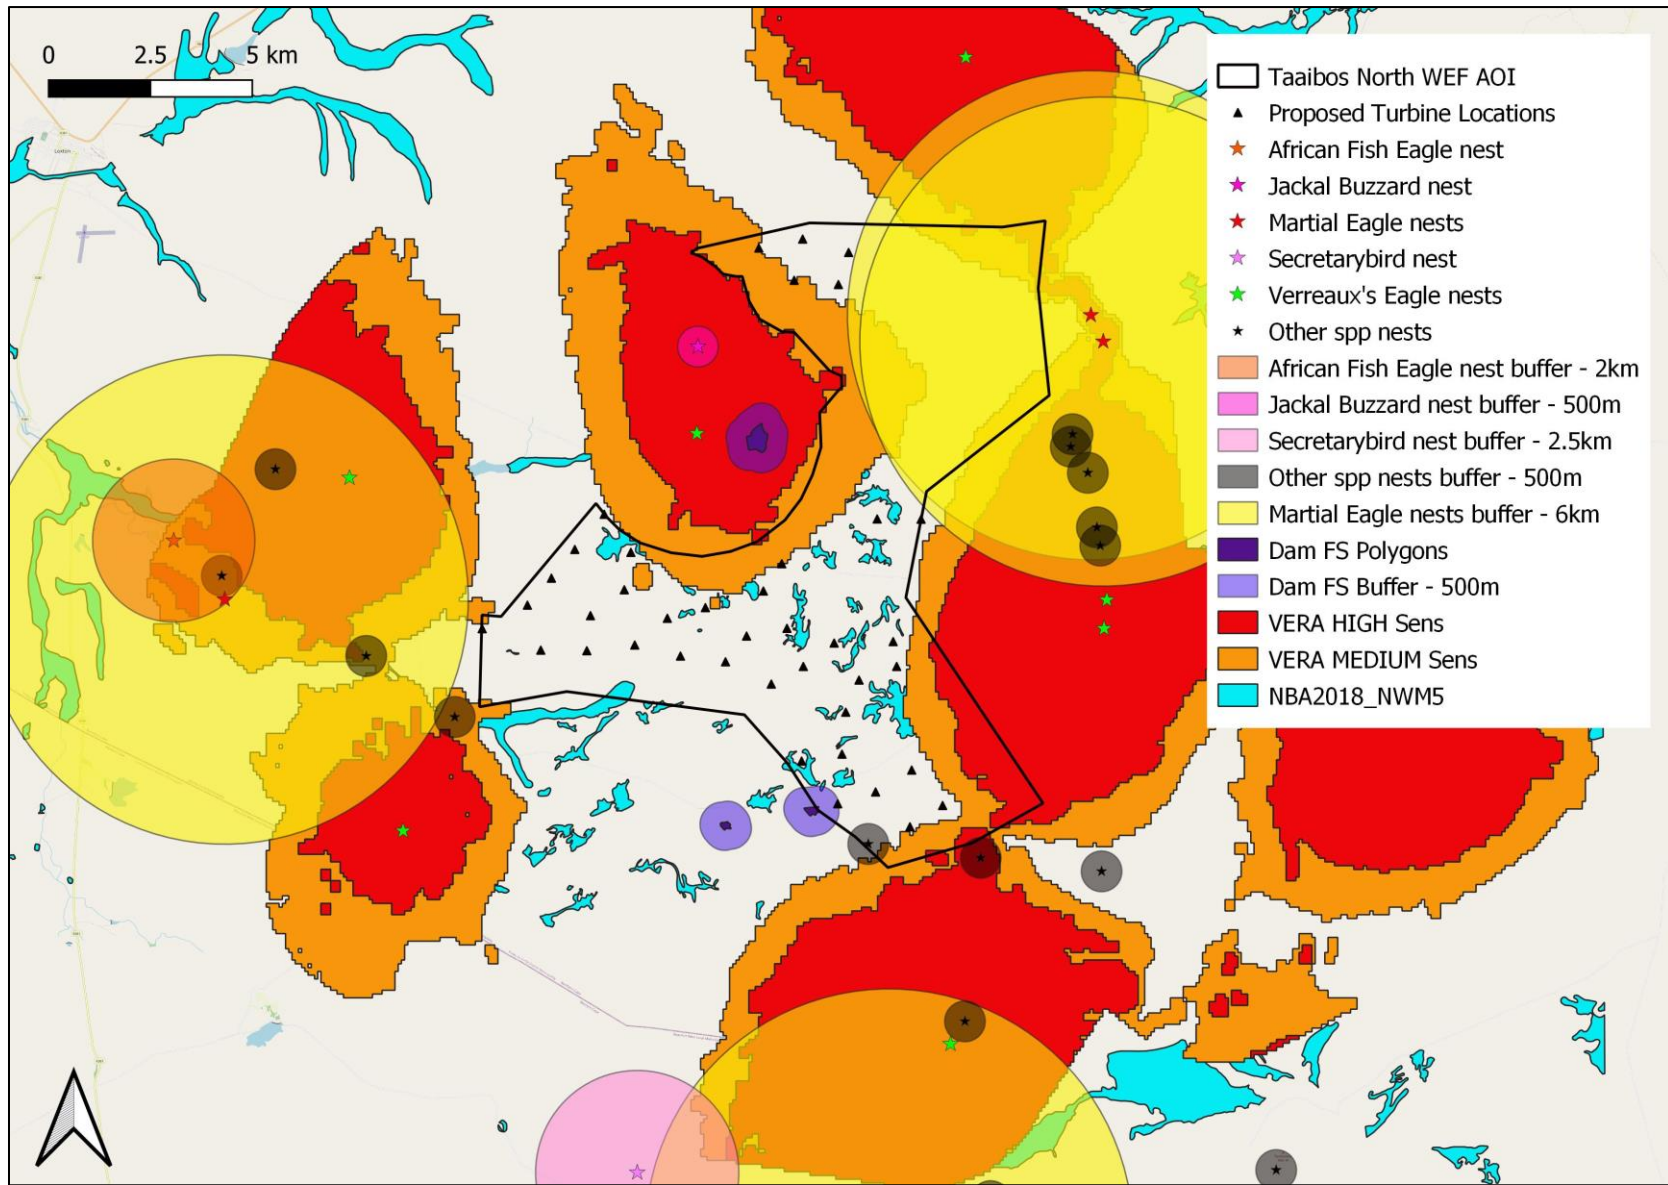 0 2.5 5 km
Loxton
Taaibos North WEF AOI
Proposed Turbine Locations
African Fish Eagle nest
Jackal Buzzard nest
Martial Eagle nests
Secretarybird nest
Verreaux's Eagle nests
Other spp nests
African Fish Eagle nest buffer - 2km
Jackal Buzzard nest buffer - 500m
Secretarybird nest buffer - 2.5km
Other spp nests buffer - 500m
Martial Eagle nests buffer - 6km
Dam FS Polygons
Dam FS Buffer - 500m
VERA HIGH Sens
VERA MEDIUM Sens
NBA2018_NWM5